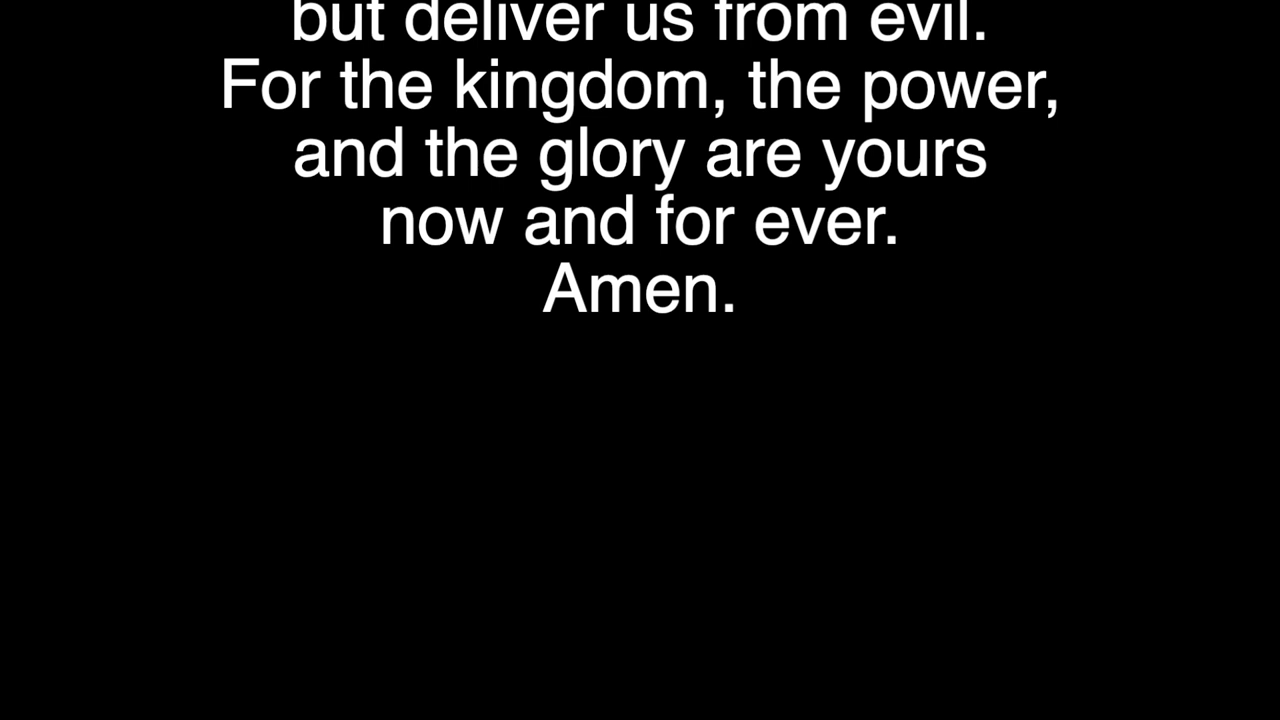 but deliver us from evil.
For the kingdom, the power,
and the glory are yours
now and for ever.
Amen.